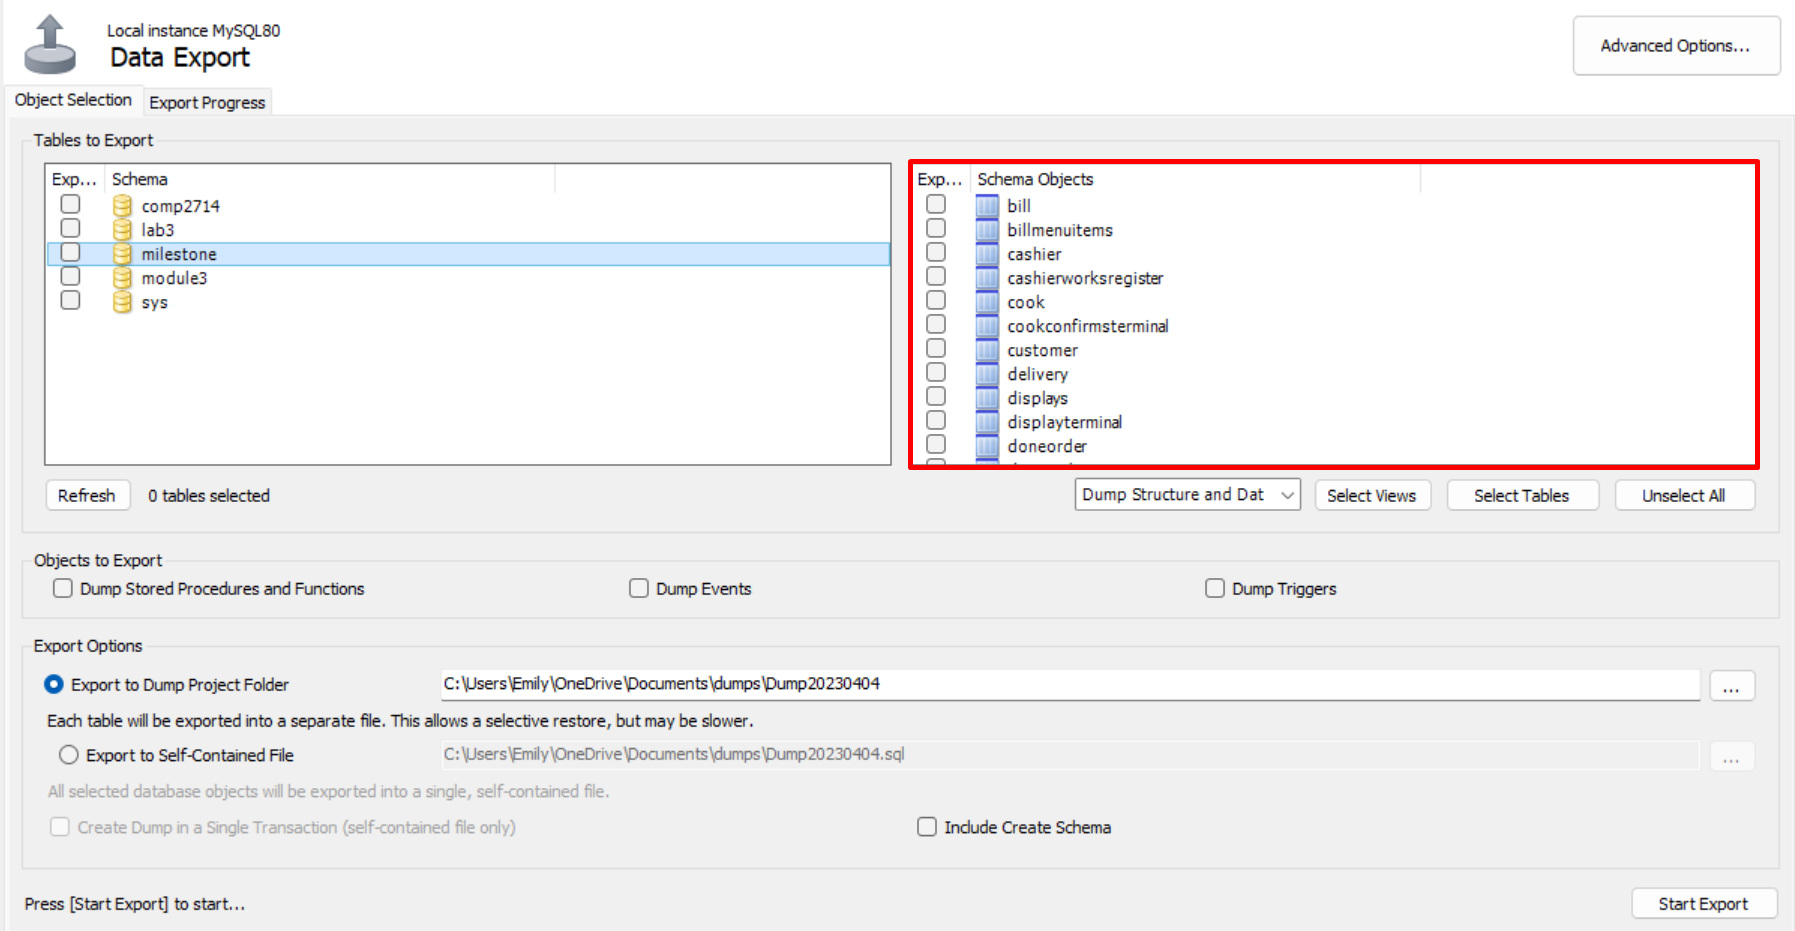 Local instance MySQL80
Data Export
Advanced Options...
Object Selection
Export Progress
Tables to Export
Exp... Schema
comp2714
lab3
milestone
module3
sys
Exp... Schema Objects
bill
billmenuitems
cashier
cashierworksregister
cook
cookconfirmsterminal
customer
delivery
displays
displayterminal
doneorder
Refresh 0 tables selected
Dump Structure and Dat Select Views Select Tables Unselect All
Objects to Export
Dump Stored Procedures and Functions Dump Events Dump Triggers
Export Options
Export to Dump Project Folder C:\Users\Emily\OneDrive\Documents\dumps\Dump20230404 ...
Each table will be exported into a separate file. This allows a selective restore, but may be slower.
Export to Self-Contained File C:\Users\Emily\OneDrive\Documents\dumps\Dump20230404.sql ...
All selected database objects will be exported into a single, self-contained file.
Create Dump in a Single Transaction (self-contained file only) Include Create Schema
Press [Start Export] to start...
Start Export